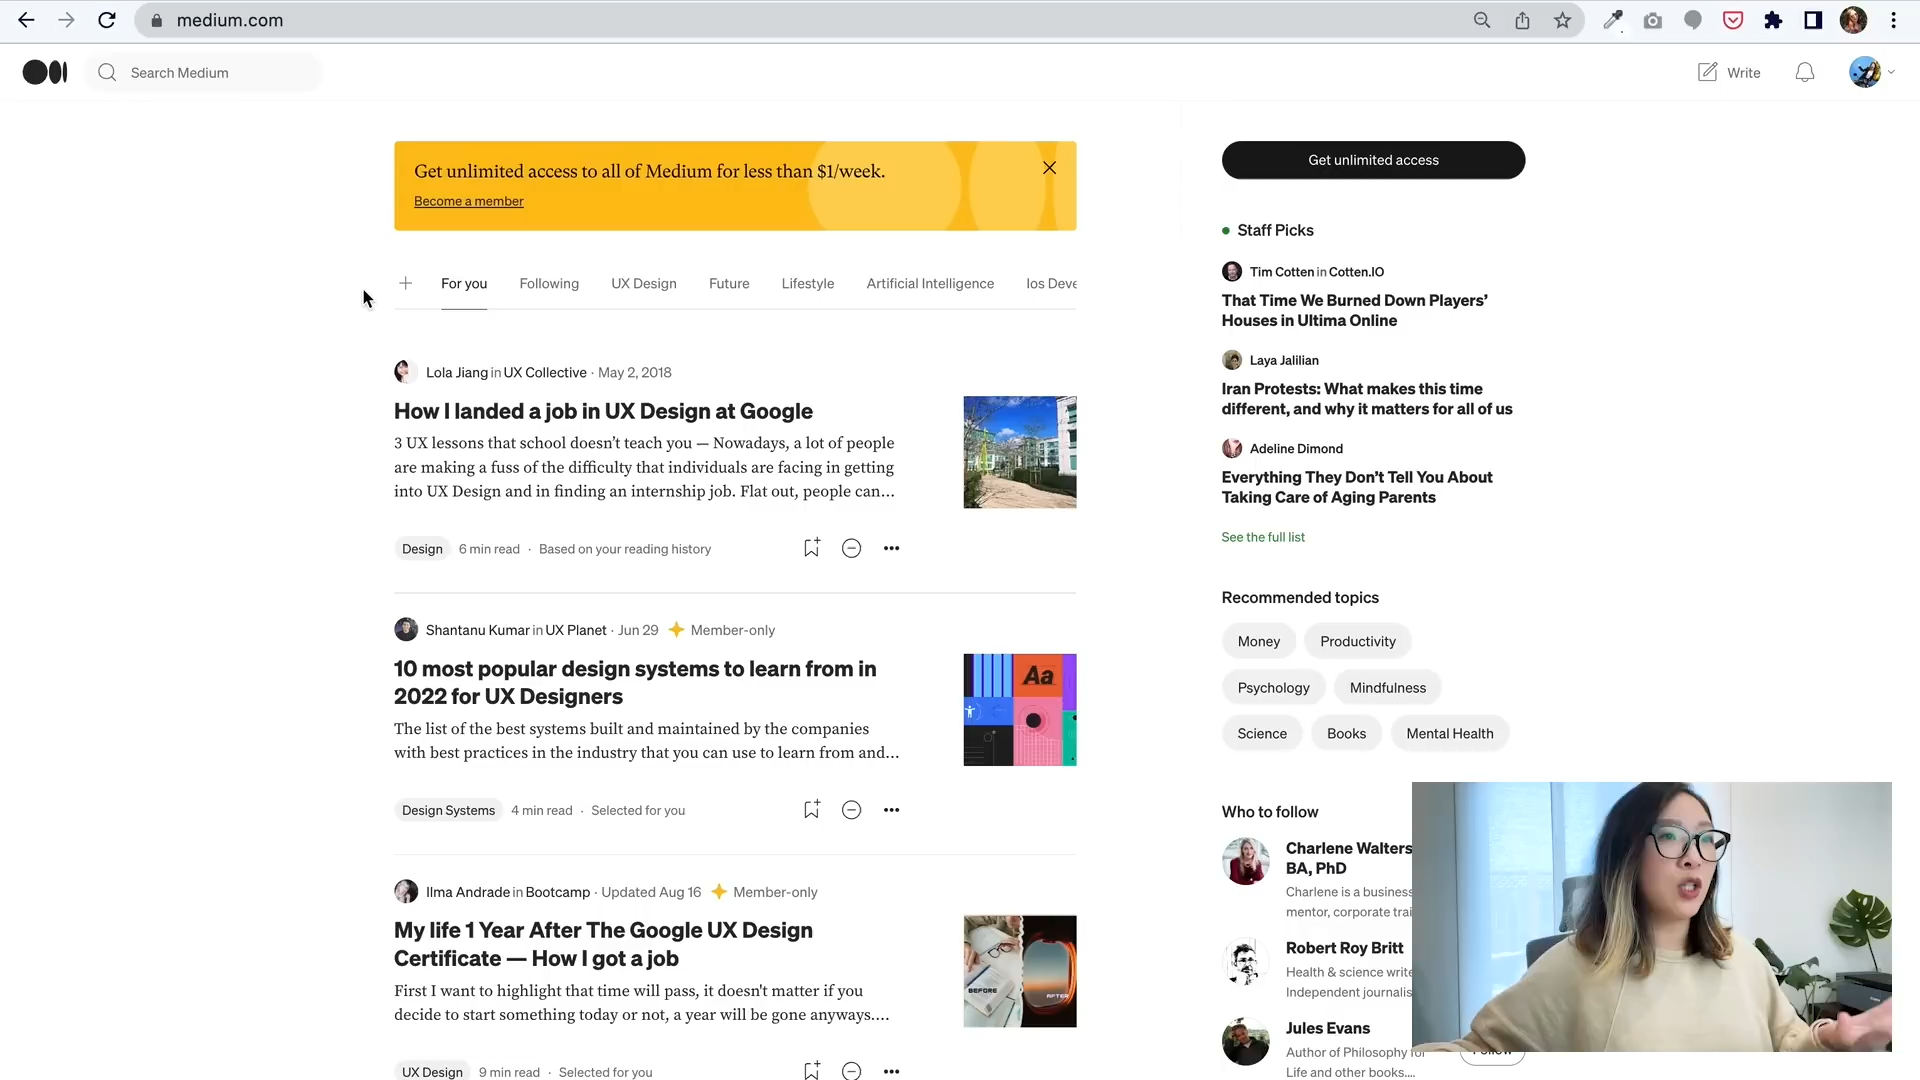 medium.com
Search Medium
Write
Get unlimited access to all of Medium for less than $1/week.
Become a member
For you
Following
UX Design
Future
Lifestyle
Artificial Intelligence
Ios Deve
Lola Jiang in UX Collective · May 2, 2018
How I landed a job in UX Design at Google
3 UX lessons that school doesn’t teach you — Nowadays, a lot of people
are making a fuss of the difficulty that individuals are facing in getting
into UX Design and in finding an internship job. Flat out, people can...
Design
6 min read · Based on your reading history
Shantanu Kumar in UX Planet · Jun 29 Member-only
10 most popular design systems to learn from in
2022 for UX Designers
The list of the best systems built and maintained by the companies
with best practices in the industry that you can use to learn from and...
Aa
Design Systems
4 min read · Selected for you
Ilma Andrade in Bootcamp · Updated Aug 16 Member-only
My life 1 Year After The Google UX Design
Certificate — How I got a job
First I want to highlight that time will pass, it doesn't matter if you
decide to start something today or not, a year will be gone anyways....
BEFORE
AFTER
UX Design
9 min read · Selected for you
Get unlimited access
Staff Picks
Tim Cotten in Cotten.IO
That Time We Burned Down Players’
Houses in Ultima Online
Laya Jalilian
Iran Protests: What makes this time
different, and why it matters for all of us
Adeline Dimond
Everything They Don’t Tell You About
Taking Care of Aging Parents
See the full list
Recommended topics
Money
Productivity
Psychology
Mindfulness
Science
Books
Mental Health
Who to follow
Charlene Walters
BA, PhD
Charlene is a business
mentor, corporate trai
Robert Roy Britt
Health & science write
Independent journalis
Jules Evans
Author of Philosophy for
Life and other books....
Follow